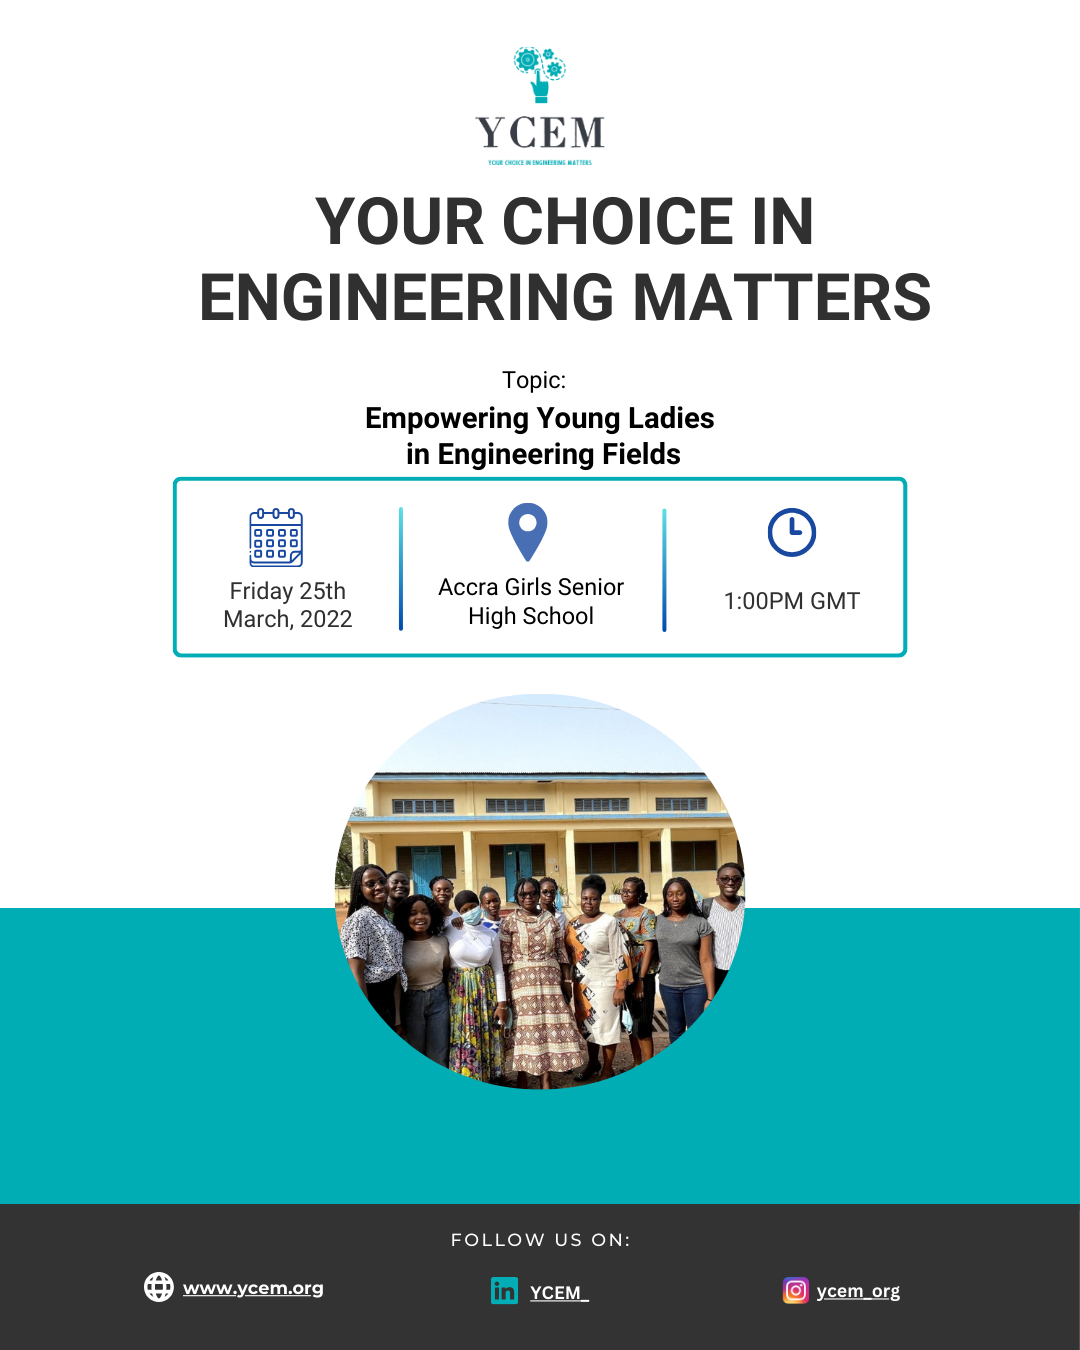 YCEM
YOUR CHOICE IN ENGINEERING MATTERS
YOUR CHOICE IN
ENGINEERING MATTERS
Topic:
Empowering Young Ladies
in Engineering Fields
Friday 25th
March, 2022
Accra Girls Senior
High School
1:00PM GMT
FOLLOW US ON:
www.ycem.org
YCEM_
ycem_org